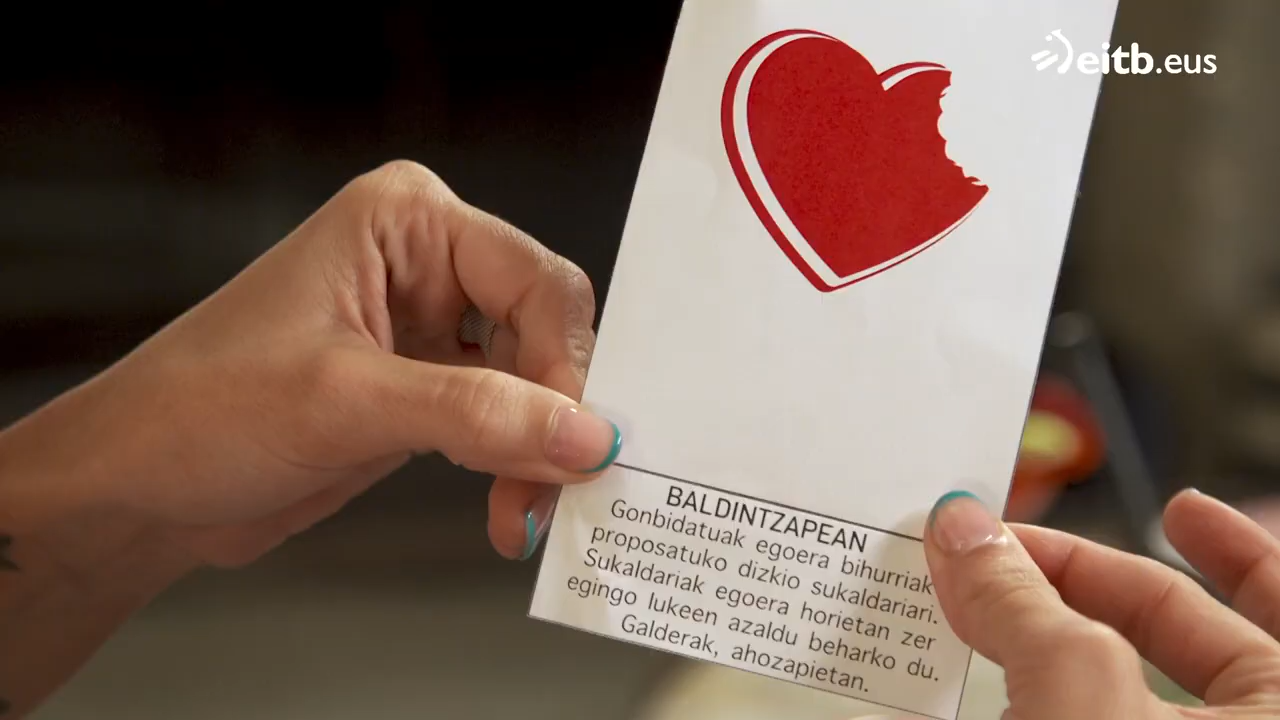 eitb.eus
BALDINTZAPEAN
Gonbidatuak egoera bihurriak
proposatuko dizkio sukaldariari.
Sukaldariak egoera horietan zer
egingo lukeen azaldu beharko du.
Galderak, ahozapietan.